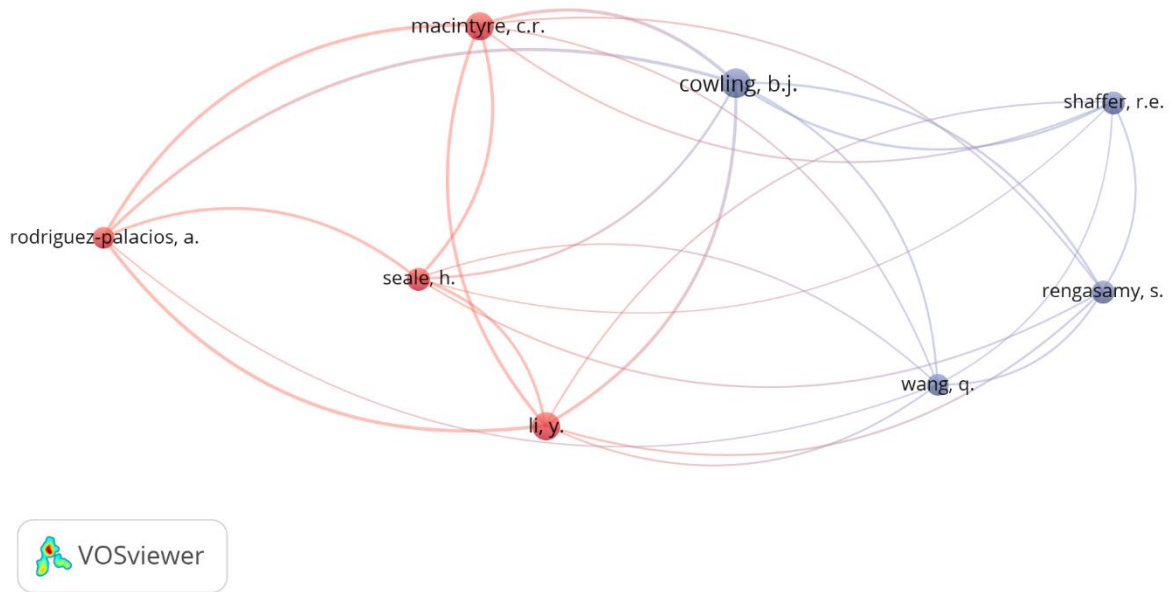 macintyre, c.r.
cowling, b.j.
shaffer, r.e.
rodriguez-palacios, a.
seale, h.
rengasamy, s.
wang, q.
li, y.
VOSviewer